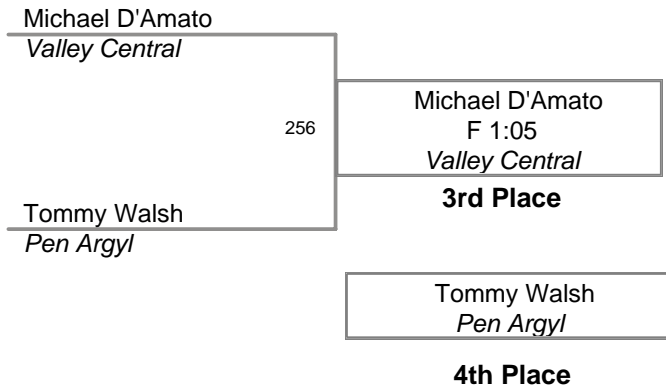 Michael D'Amato
Valley Central
256
Michael D'Amato
F 1:05
Valley Central
3rd Place
Tommy Walsh
Pen Argyl
Tommy Walsh
Pen Argyl
4th Place